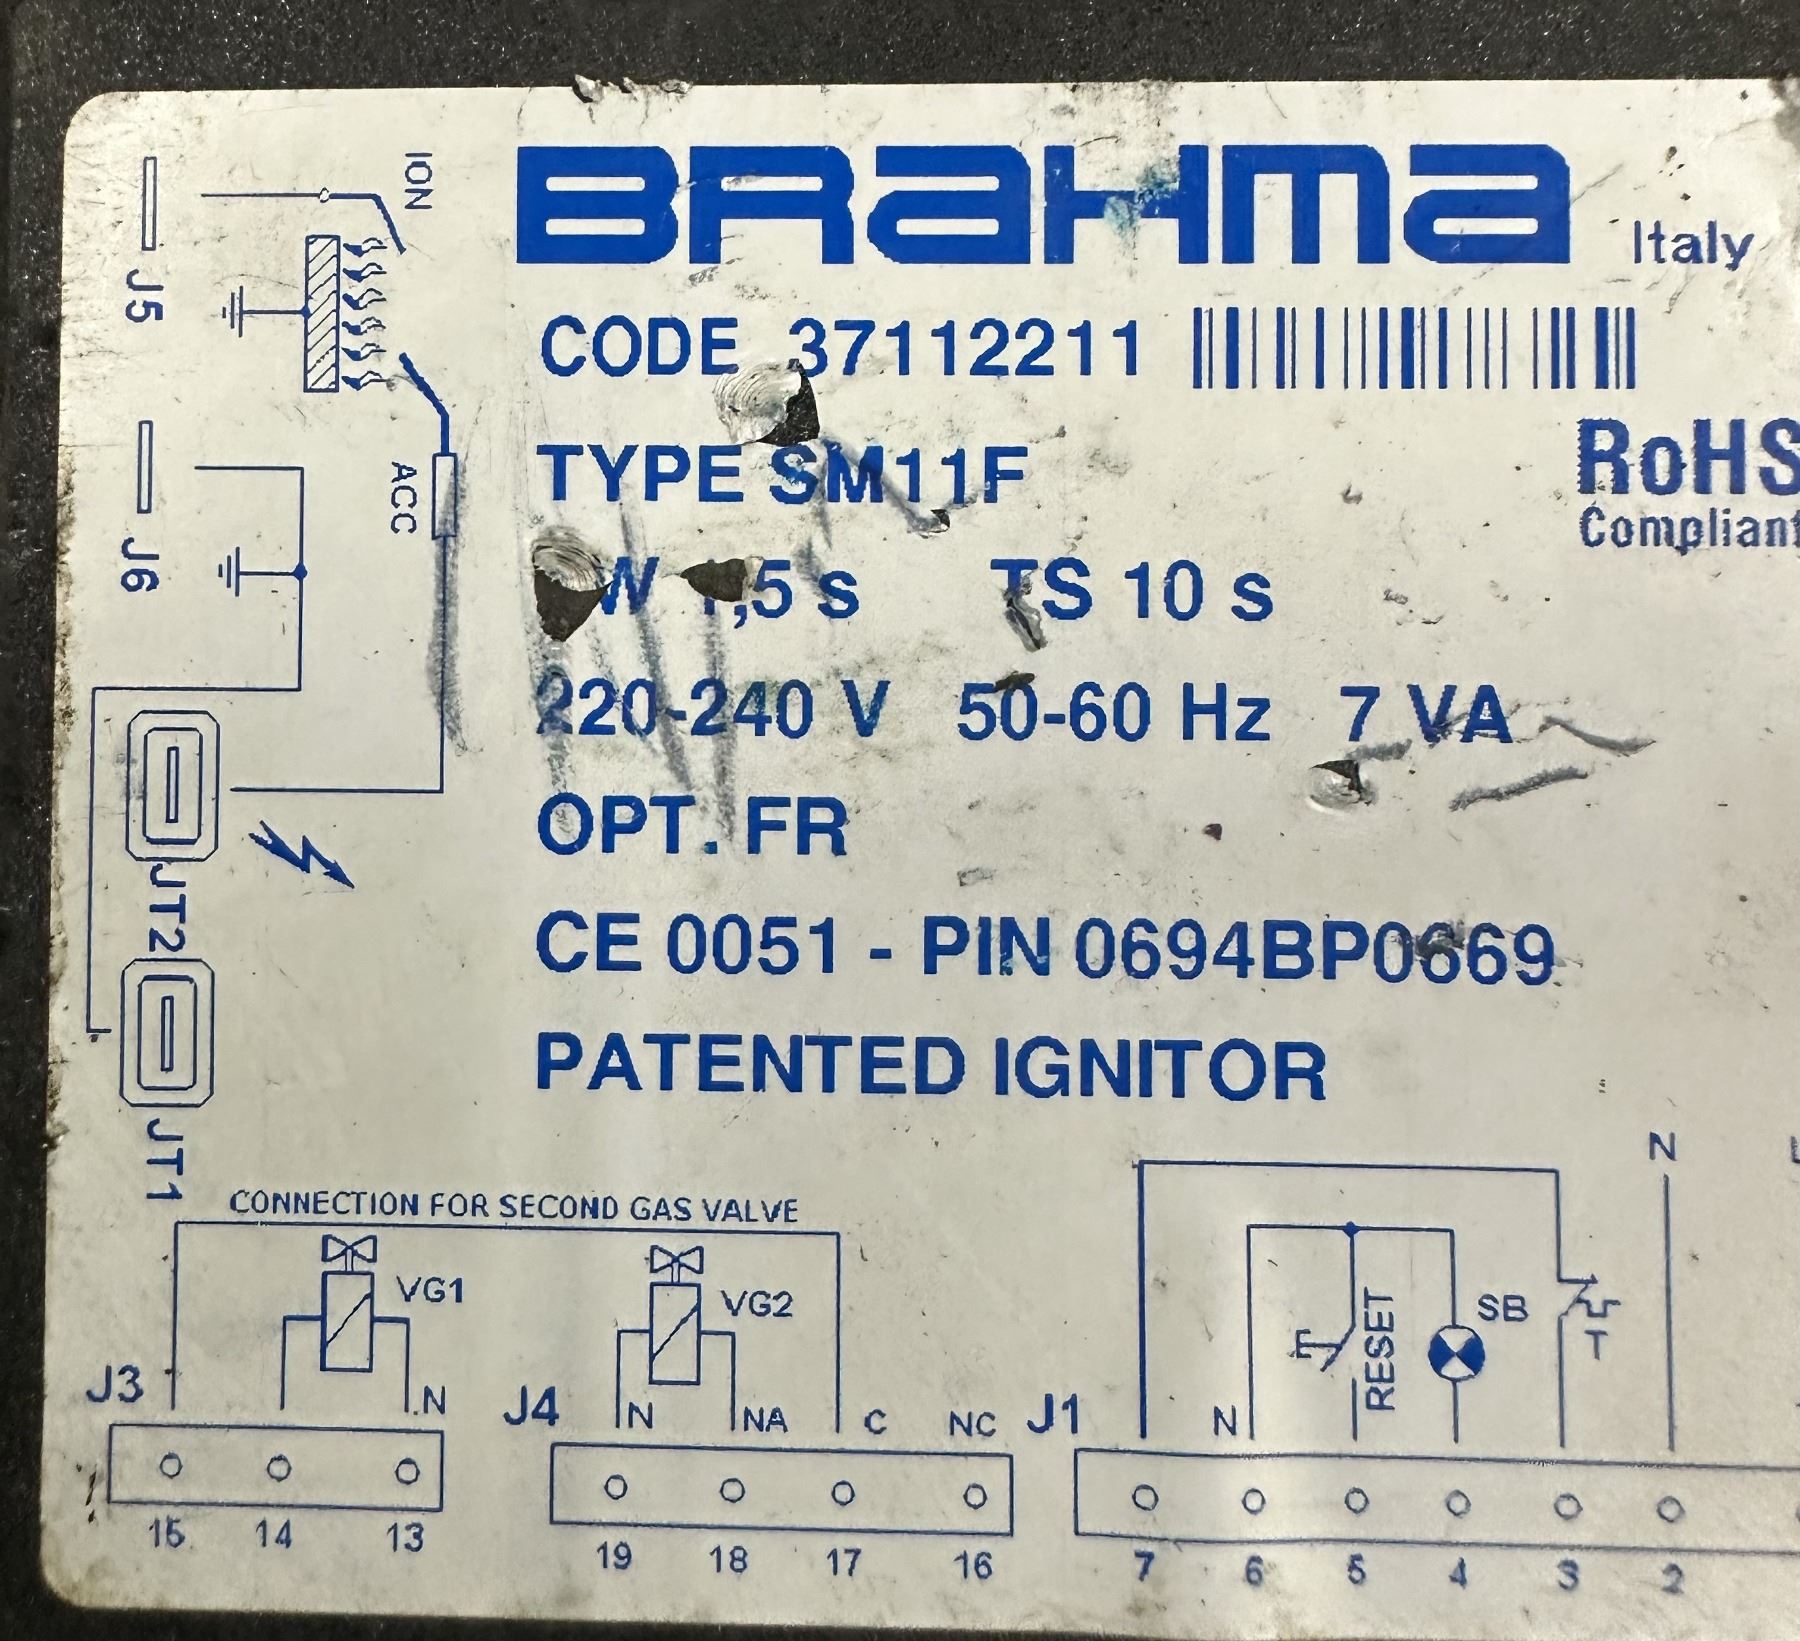 BRAHMA Italy
CODE 37112211
RoHS
Compliant
TYPE SM11F
W 1,5 s TS 10 s
220-240 V 50-60 Hz 7 VA
OPT. FR
CE 0051 - PIN 0694BP0669
PATENTED IGNITOR
ION
J5
ACC
J6
JT2
JT1
CONNECTION FOR SECOND GAS VALVE
VG1
VG2
N
SB
T
RESET
J3 N
J4 N NA C NC
J1 N
15 14 13
19 18 17 16
7 6 5 4 3 2